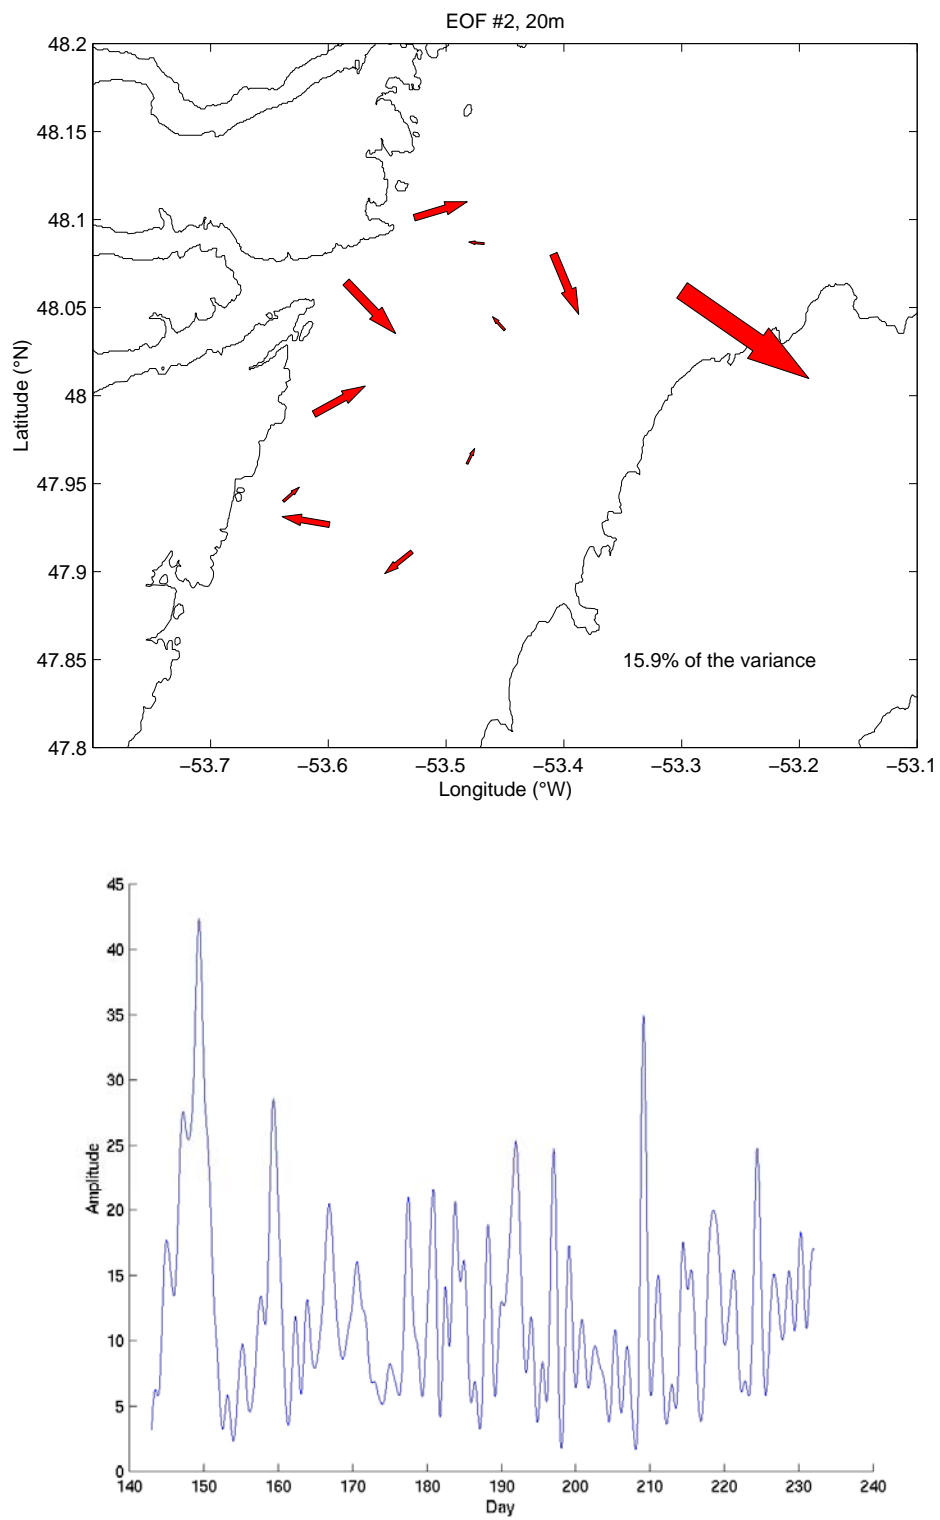 EOF #2, 20m
48.2
48.15
48.1
48.05
48
47.95
47.9
47.85
47.8
Latitude (°N)
15.9% of the variance
−53.7 −53.6 −53.5 −53.4 −53.3 −53.2 −53.1
Longitude (°W)
45
40
35
30
25
20
15
10
5
0
Amplitude
140 150 160 170 180 190 200 210 220 230 240
Day